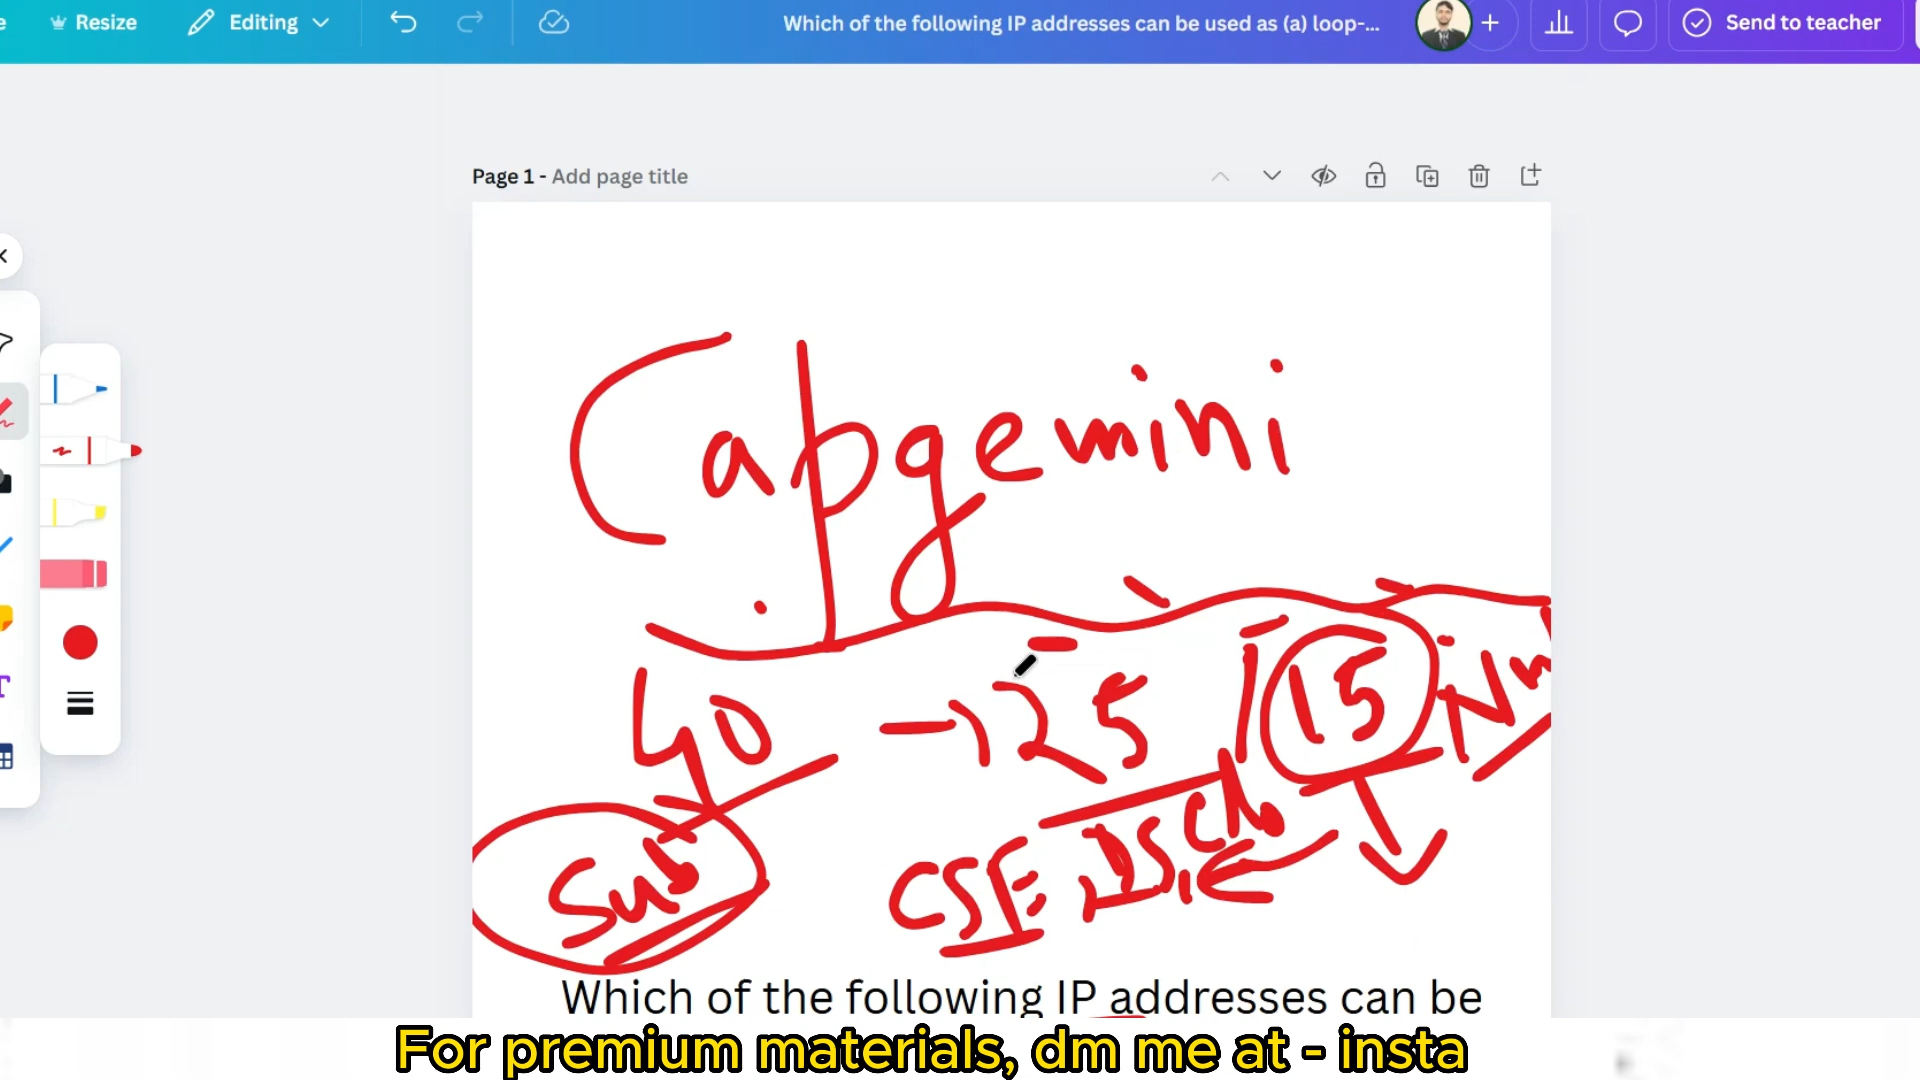 Resize Editing Which of the following IP addresses can be used as (a) loop-... Send to teacher
Page 1 - Add page title
Capgemini
40 - 125 15
Sub CSE, DS,
Which of the following IP addresses can be
For premium materials, dm me at - insta